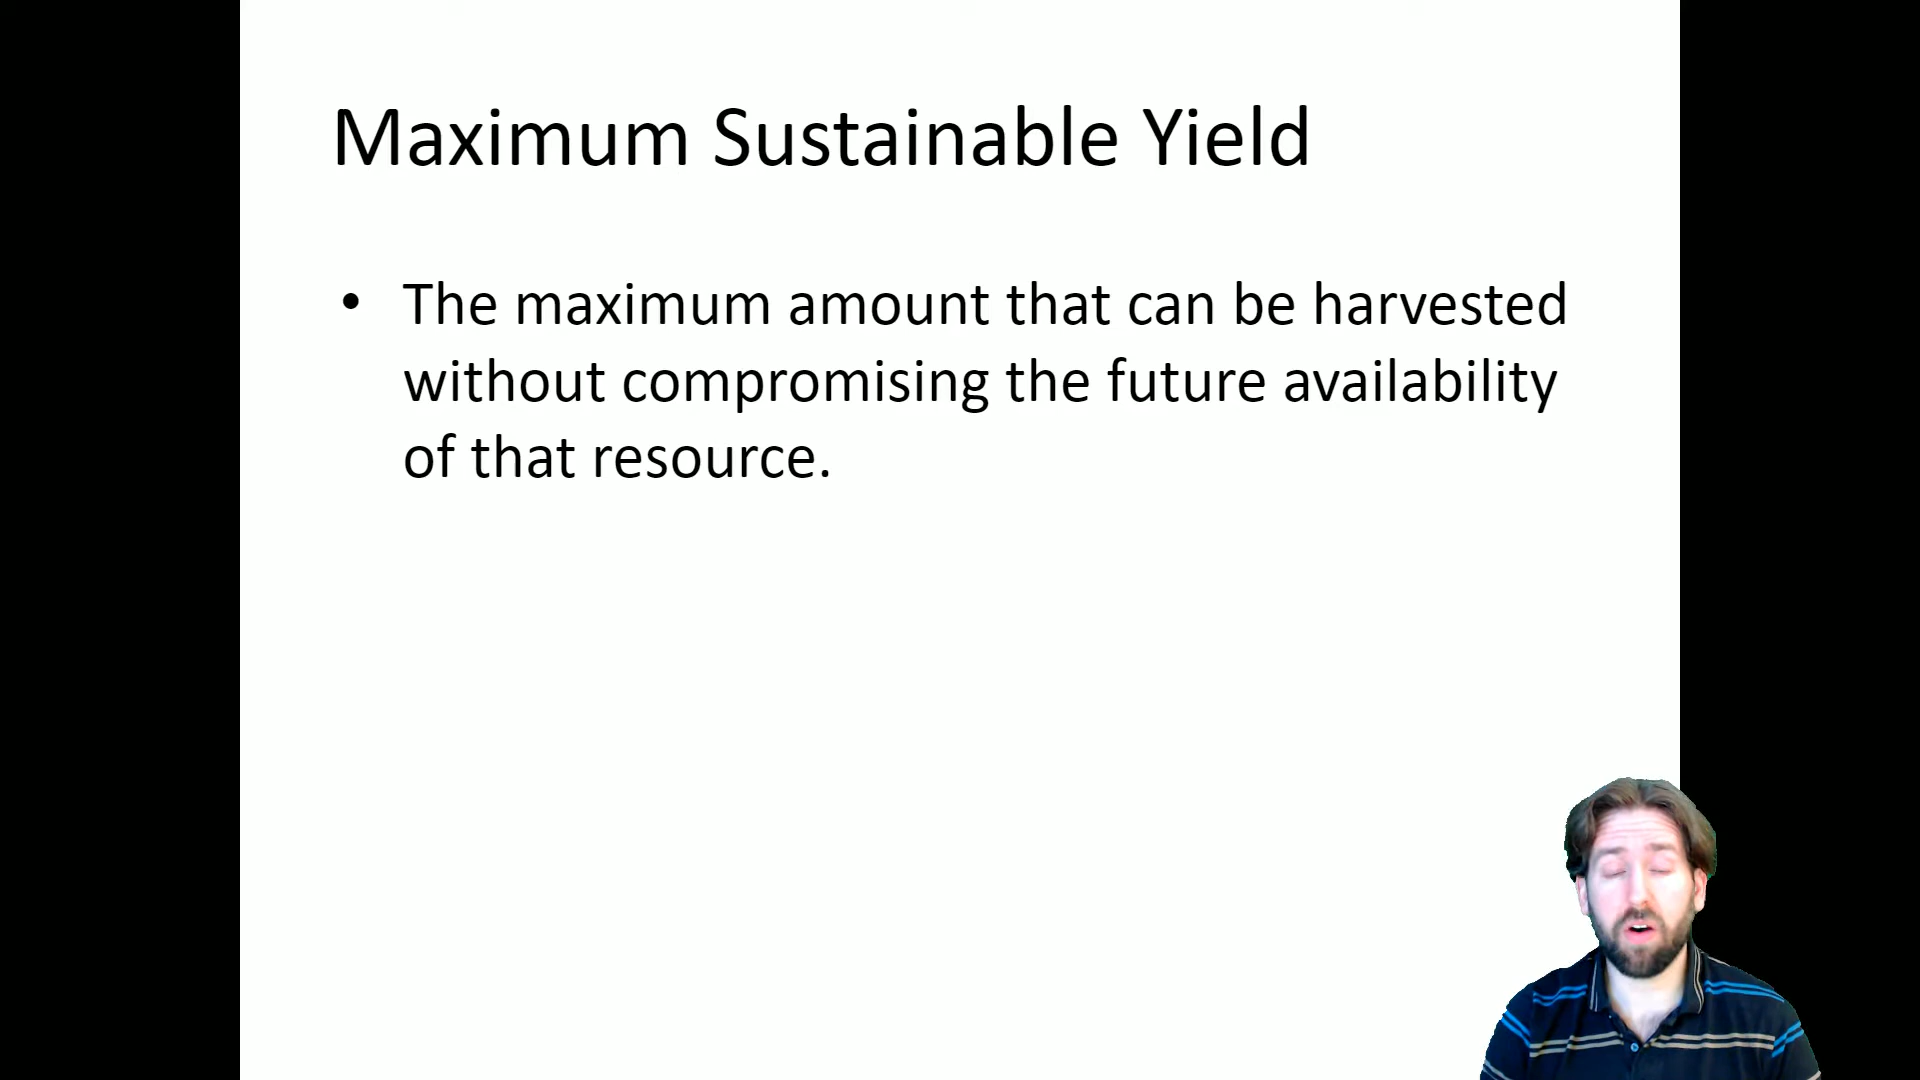 Maximum Sustainable Yield
• The maximum amount that can be harvested
without compromising the future availability
of that resource.